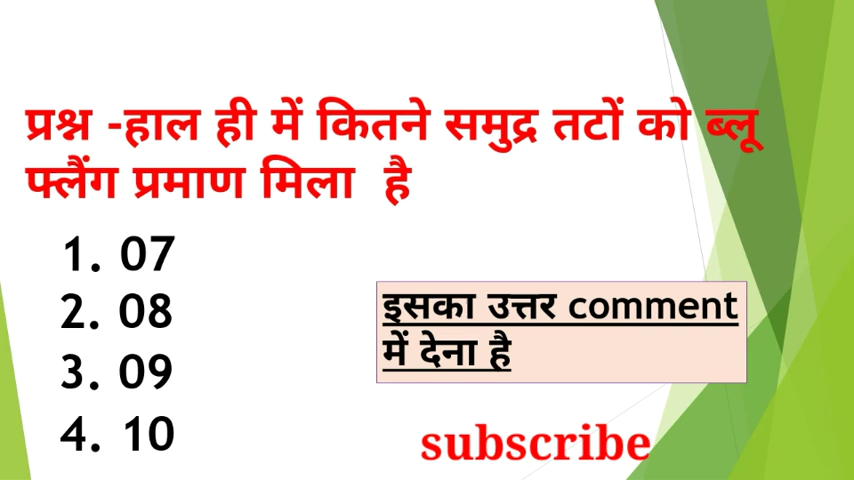 प्रश्न -हाल ही में कितने समुद्र तटों को ब्लू
फ्लैंग प्रमाण मिला है
1. 07
2. 08
3. 09
4. 10
इसका उत्तर comment
में देना है
subscribe